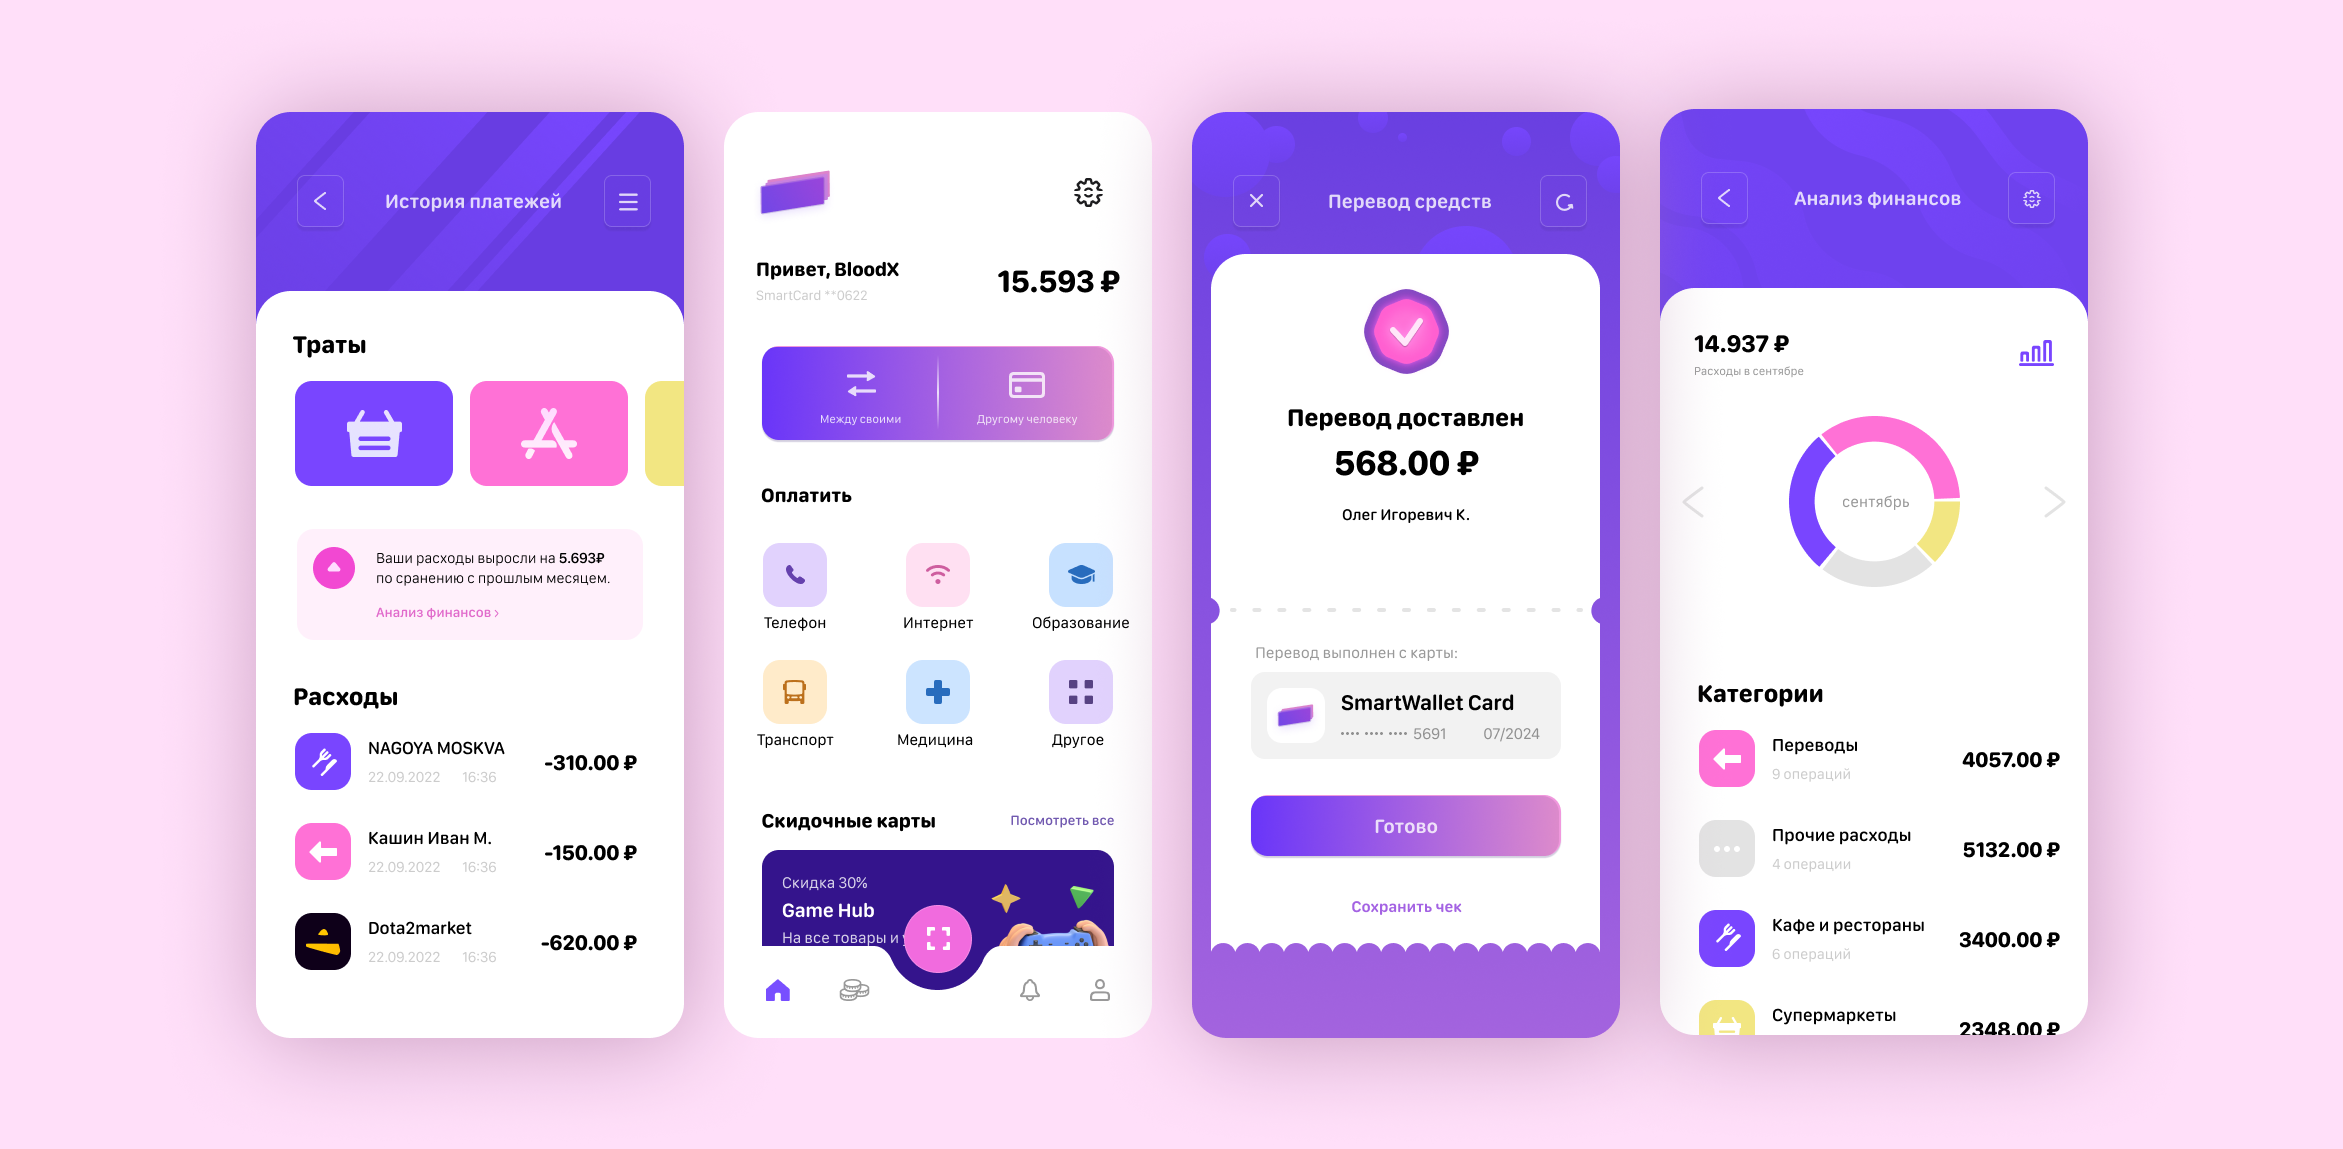 История платежей
Траты
Ваши расходы выросли на 5.693₽
по сранению с прошлым месяцем.
Анализ финансов ›
Расходы
NAGOYA MOSKVA
22.09.2022 16:36
-310.00 ₽
Кашин Иван М.
22.09.2022 16:36
-150.00 ₽
Dota2market
22.09.2022 16:36
-620.00 ₽
Привет, BloodX
SmartCard **0622
15.593 ₽
Между своими
Другому человеку
Оплатить
Телефон
Интернет
Образование
Транспорт
Медицина
Другое
Скидочные карты
Посмотреть все
Скидка 30%
Game Hub
На все товары и
Перевод средств
Перевод доставлен
568.00 ₽
Олег Игоревич К.
Перевод выполнен с карты:
SmartWallet Card
•••• •••• •••• 5691 07/2024
Готово
Сохранить чек
Анализ финансов
14.937 ₽
Расходы в сентябре
сентябрь
Категории
Переводы
9 операций
4057.00 ₽
Прочие расходы
4 операции
5132.00 ₽
Кафе и рестораны
6 операций
3400.00 ₽
Супермаркеты
2348.00 ₽